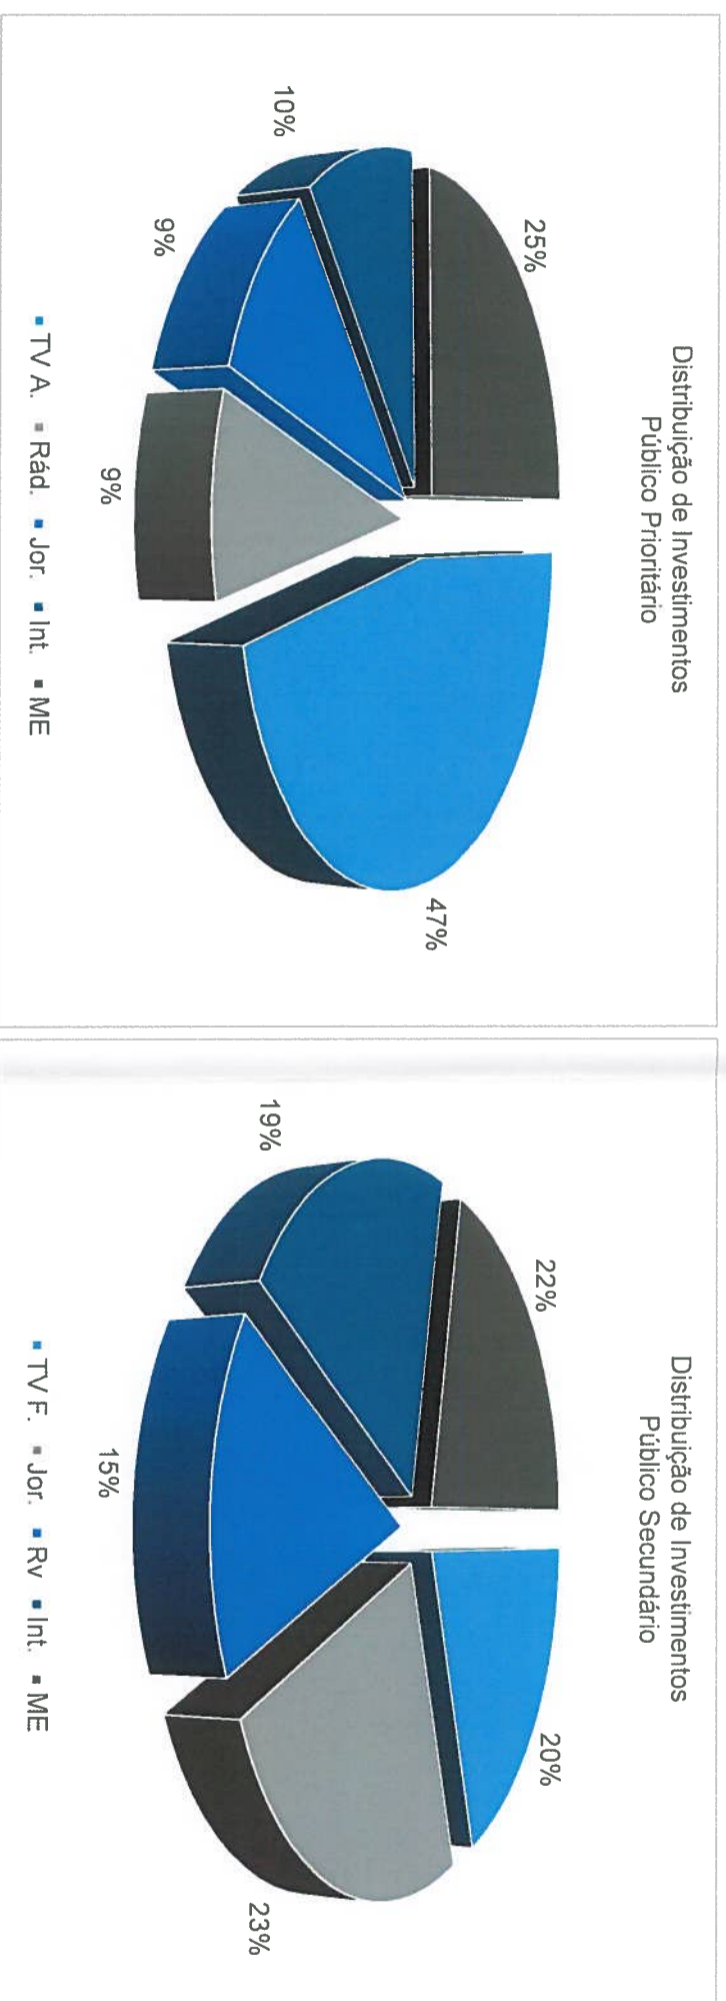 Distribuição de Investimentos
Público Prioritário
25%
47%
10%
9%
9%
TV A. Rád. Jor. Int. ME
Distribuição de Investimentos
Público Secundário
22%
20%
19%
15%
23%
TV F. Jor. Rv Int. ME